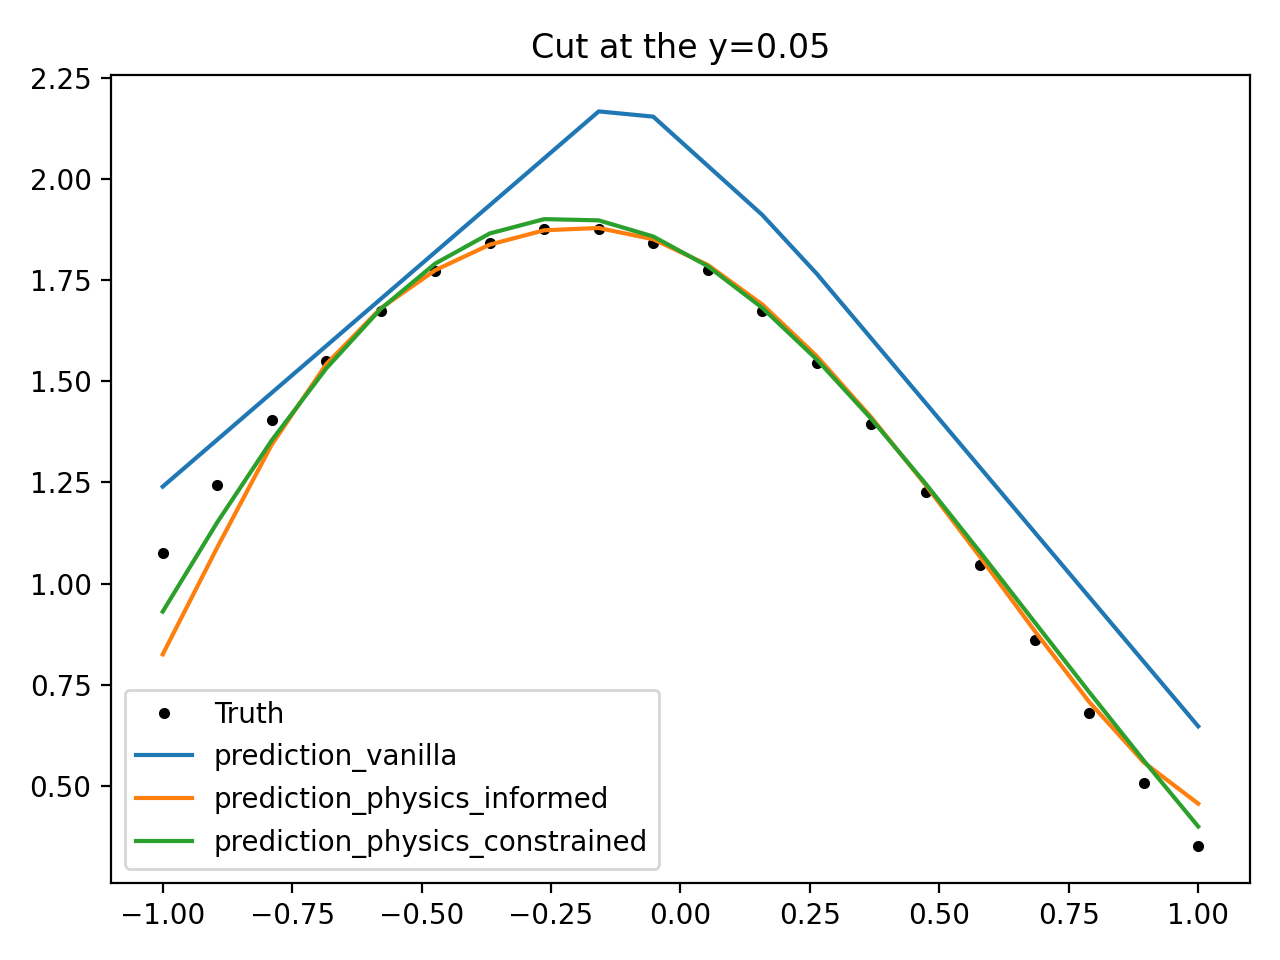 Cut at the y=0.05
2.25
2.00
1.75
1.50
1.25
1.00
0.75
0.50
Truth
prediction_vanilla
prediction_physics_informed
prediction_physics_constrained
−1.00 −0.75 −0.50 −0.25 0.00 0.25 0.50 0.75 1.00